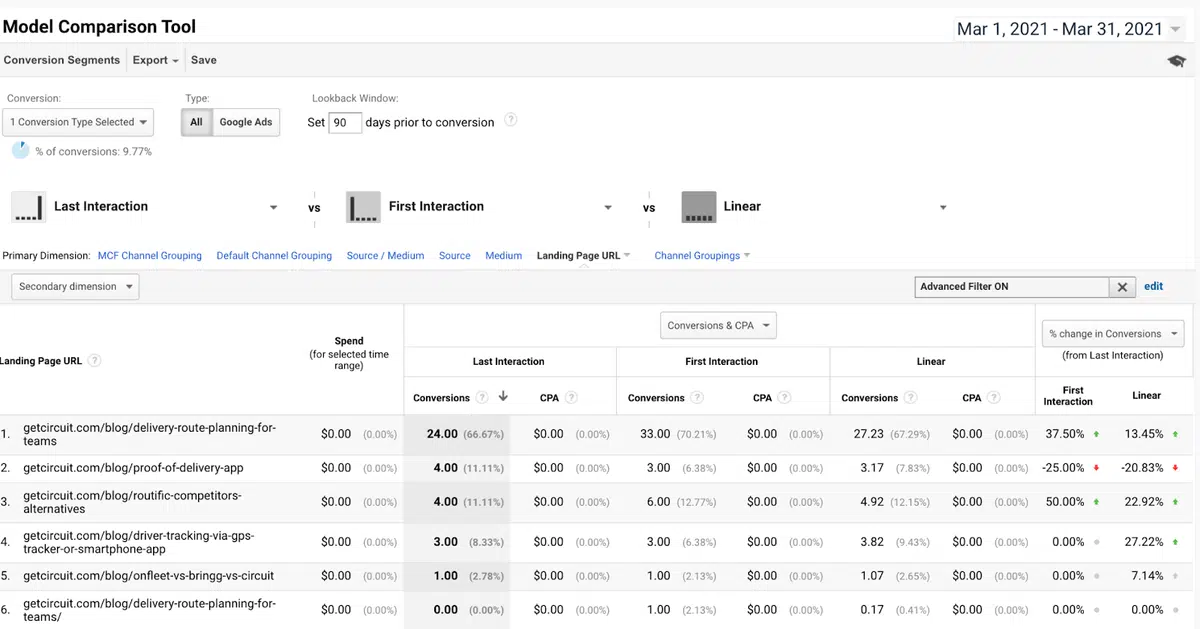 Model Comparison Tool
Mar 1, 2021 - Mar 31, 2021
Conversion Segments Export Save
Conversion: Type: Lookback Window:
1 Conversion Type Selected All Google Ads Set 90 days prior to conversion ?
% of conversions: 9.77%
Last Interaction vs First Interaction vs Linear
Primary Dimension: MCF Channel Grouping Default Channel Grouping Source / Medium Source Medium Landing Page URL Channel Groupings
Secondary dimension Advanced Filter ON X edit
Conversions & CPA % change in Conversions
(from Last Interaction)
Landing Page URL ? Spend
(for selected time
range)
Last Interaction First Interaction Linear
Conversions ? CPA ? Conversions ? CPA ? Conversions ? CPA ? First
Interaction Linear
1. getcircuit.com/blog/delivery-route-planning-for-
teams $0.00 (0.00%) 24.00 (66.67%) $0.00 (0.00%) 33.00 (70.21%) $0.00 (0.00%) 27.23 (67.29%) $0.00 (0.00%) 37.50% 13.45%
2. getcircuit.com/blog/proof-of-delivery-app $0.00 (0.00%) 4.00 (11.11%) $0.00 (0.00%) 3.00 (6.38%) $0.00 (0.00%) 3.17 (7.83%) $0.00 (0.00%) -25.00% -20.83%
3. getcircuit.com/blog/routific-competitors-
alternatives $0.00 (0.00%) 4.00 (11.11%) $0.00 (0.00%) 6.00 (12.77%) $0.00 (0.00%) 4.92 (12.15%) $0.00 (0.00%) 50.00% 22.92%
4. getcircuit.com/blog/driver-tracking-via-gps-
tracker-or-smartphone-app $0.00 (0.00%) 3.00 (8.33%) $0.00 (0.00%) 3.00 (6.38%) $0.00 (0.00%) 3.82 (9.43%) $0.00 (0.00%) 0.00% 27.22%
5. getcircuit.com/blog/onfleet-vs-bringg-vs-circuit $0.00 (0.00%) 1.00 (2.78%) $0.00 (0.00%) 1.00 (2.13%) $0.00 (0.00%) 1.07 (2.65%) $0.00 (0.00%) 0.00% 7.14%
6. getcircuit.com/blog/delivery-route-planning-for-
teams/ $0.00 (0.00%) 0.00 (0.00%) $0.00 (0.00%) 1.00 (2.13%) $0.00 (0.00%) 0.17 (0.41%) $0.00 (0.00%) 0.00% 0.00%